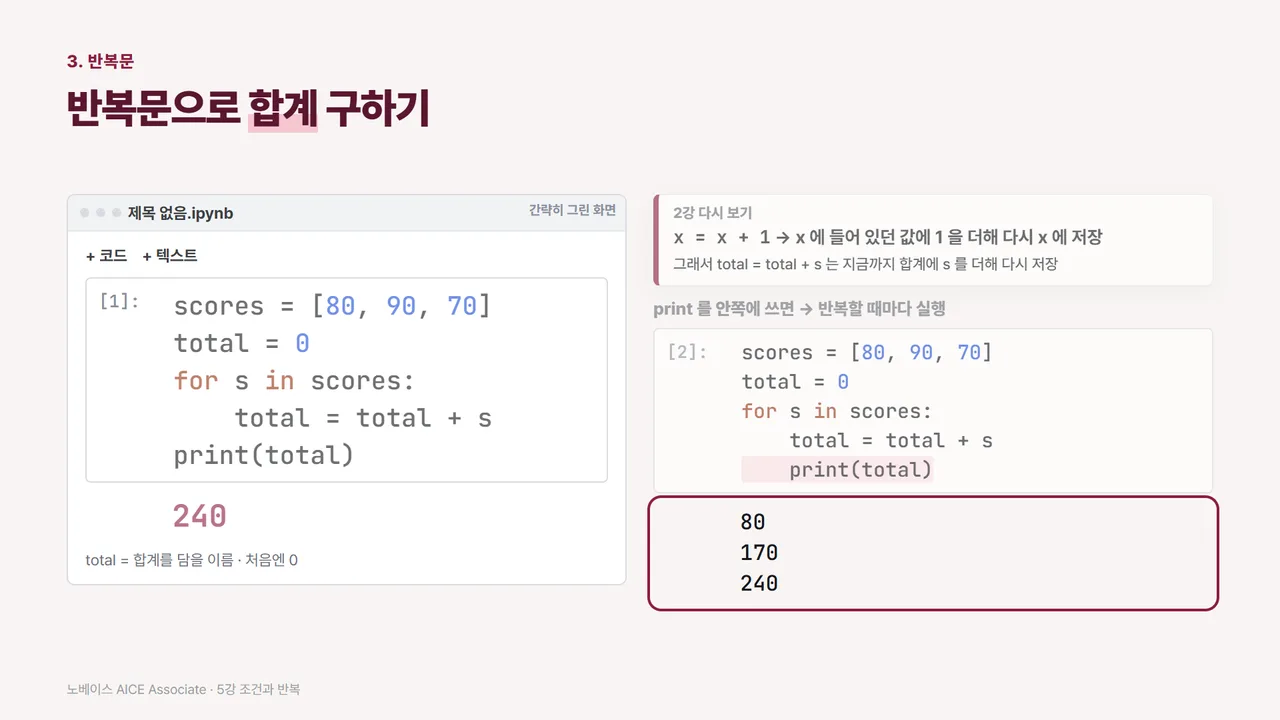 3. 반복문
반복문으로 합계 구하기
제목 없음.ipynb
간략히 그린 화면
+ 코드 + 텍스트
[1]:
scores = [80, 90, 70]
total = 0
for s in scores:
    total = total + s
print(total)
240
total = 합계를 담을 이름 · 처음엔 0
2강 다시 보기
x = x + 1 → x 에 들어 있던 값에 1 을 더해 다시 x 에 저장
그래서 total = total + s 는 지금까지 합계에 s 를 더해 다시 저장
print 를 안쪽에 쓰면 → 반복할 때마다 실행
[2]:
scores = [80, 90, 70]
total = 0
for s in scores:
    total = total + s
    print(total)
80
170
240
노베이스 AICE Associate · 5강 조건과 반복